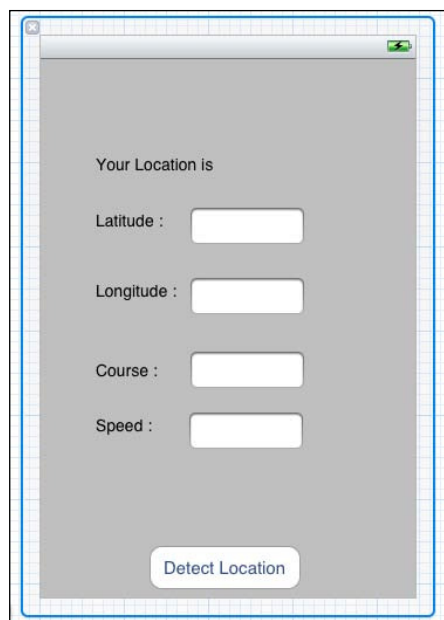 Your Location is
Latitude :
Longitude :
Course :
Speed :
Detect Location